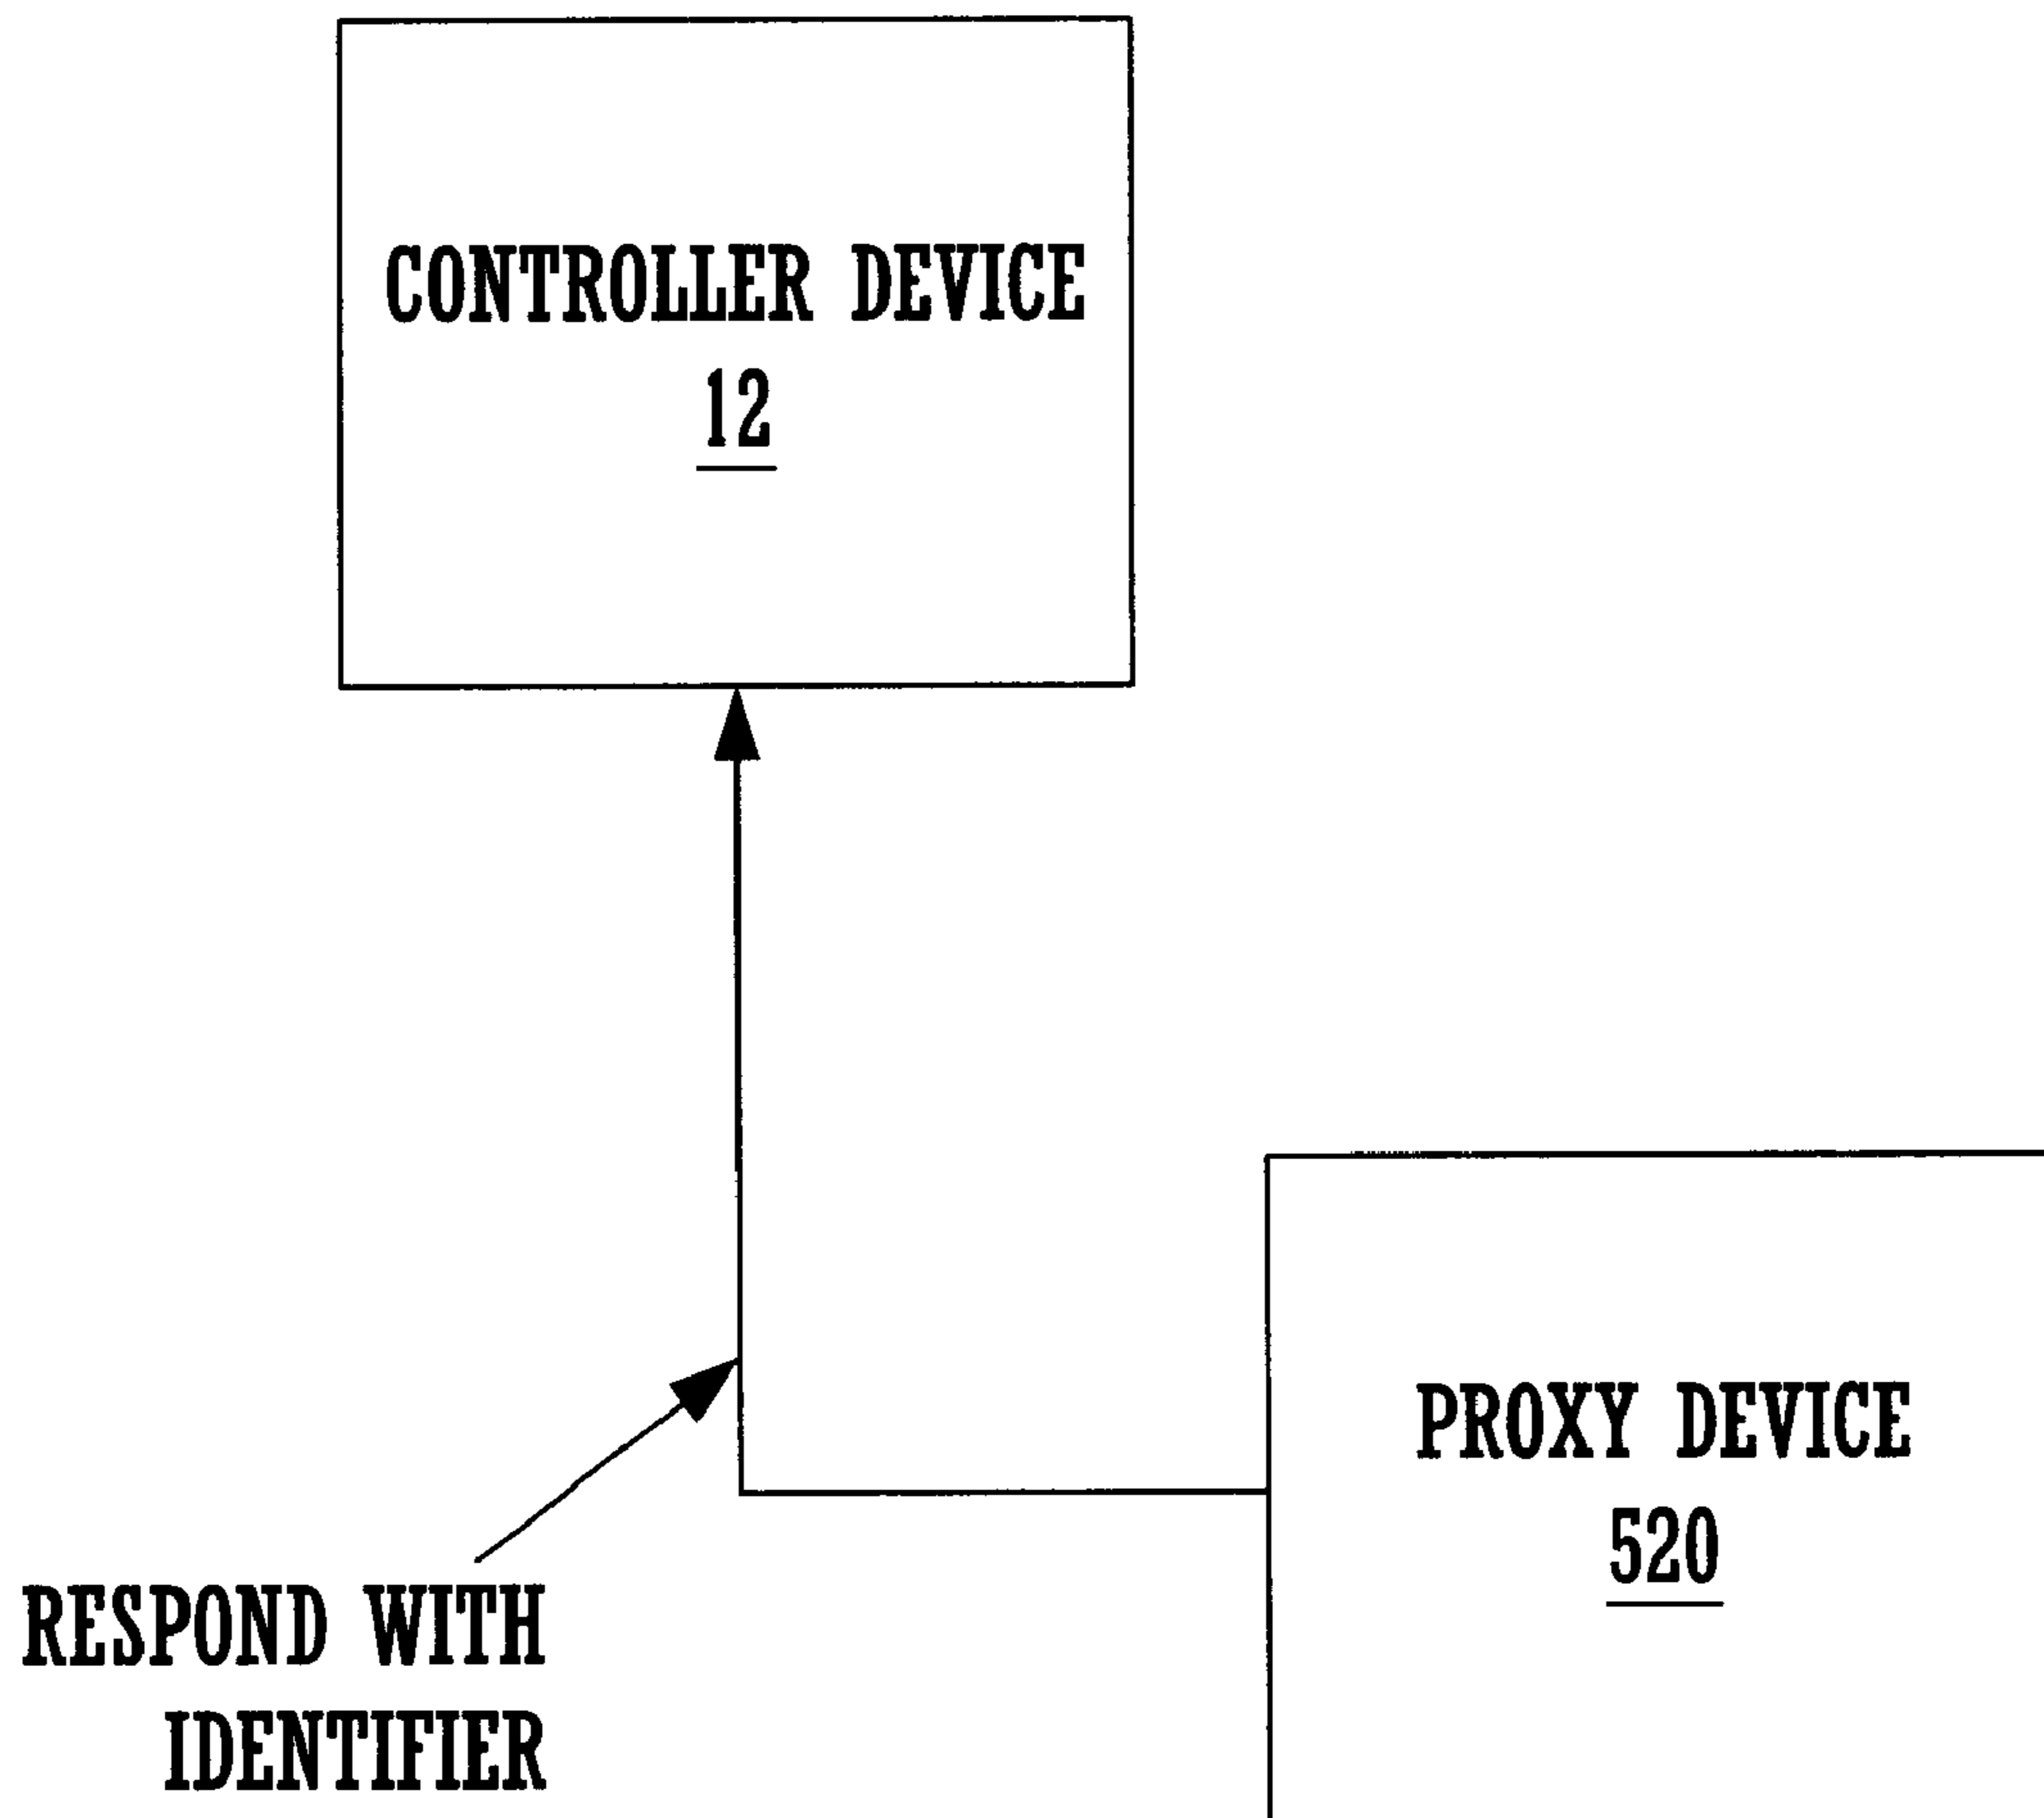 CONTROLLER DEVICE
12
PROXY DEVICE
520
RESPOND WITH
IDENTIFIER